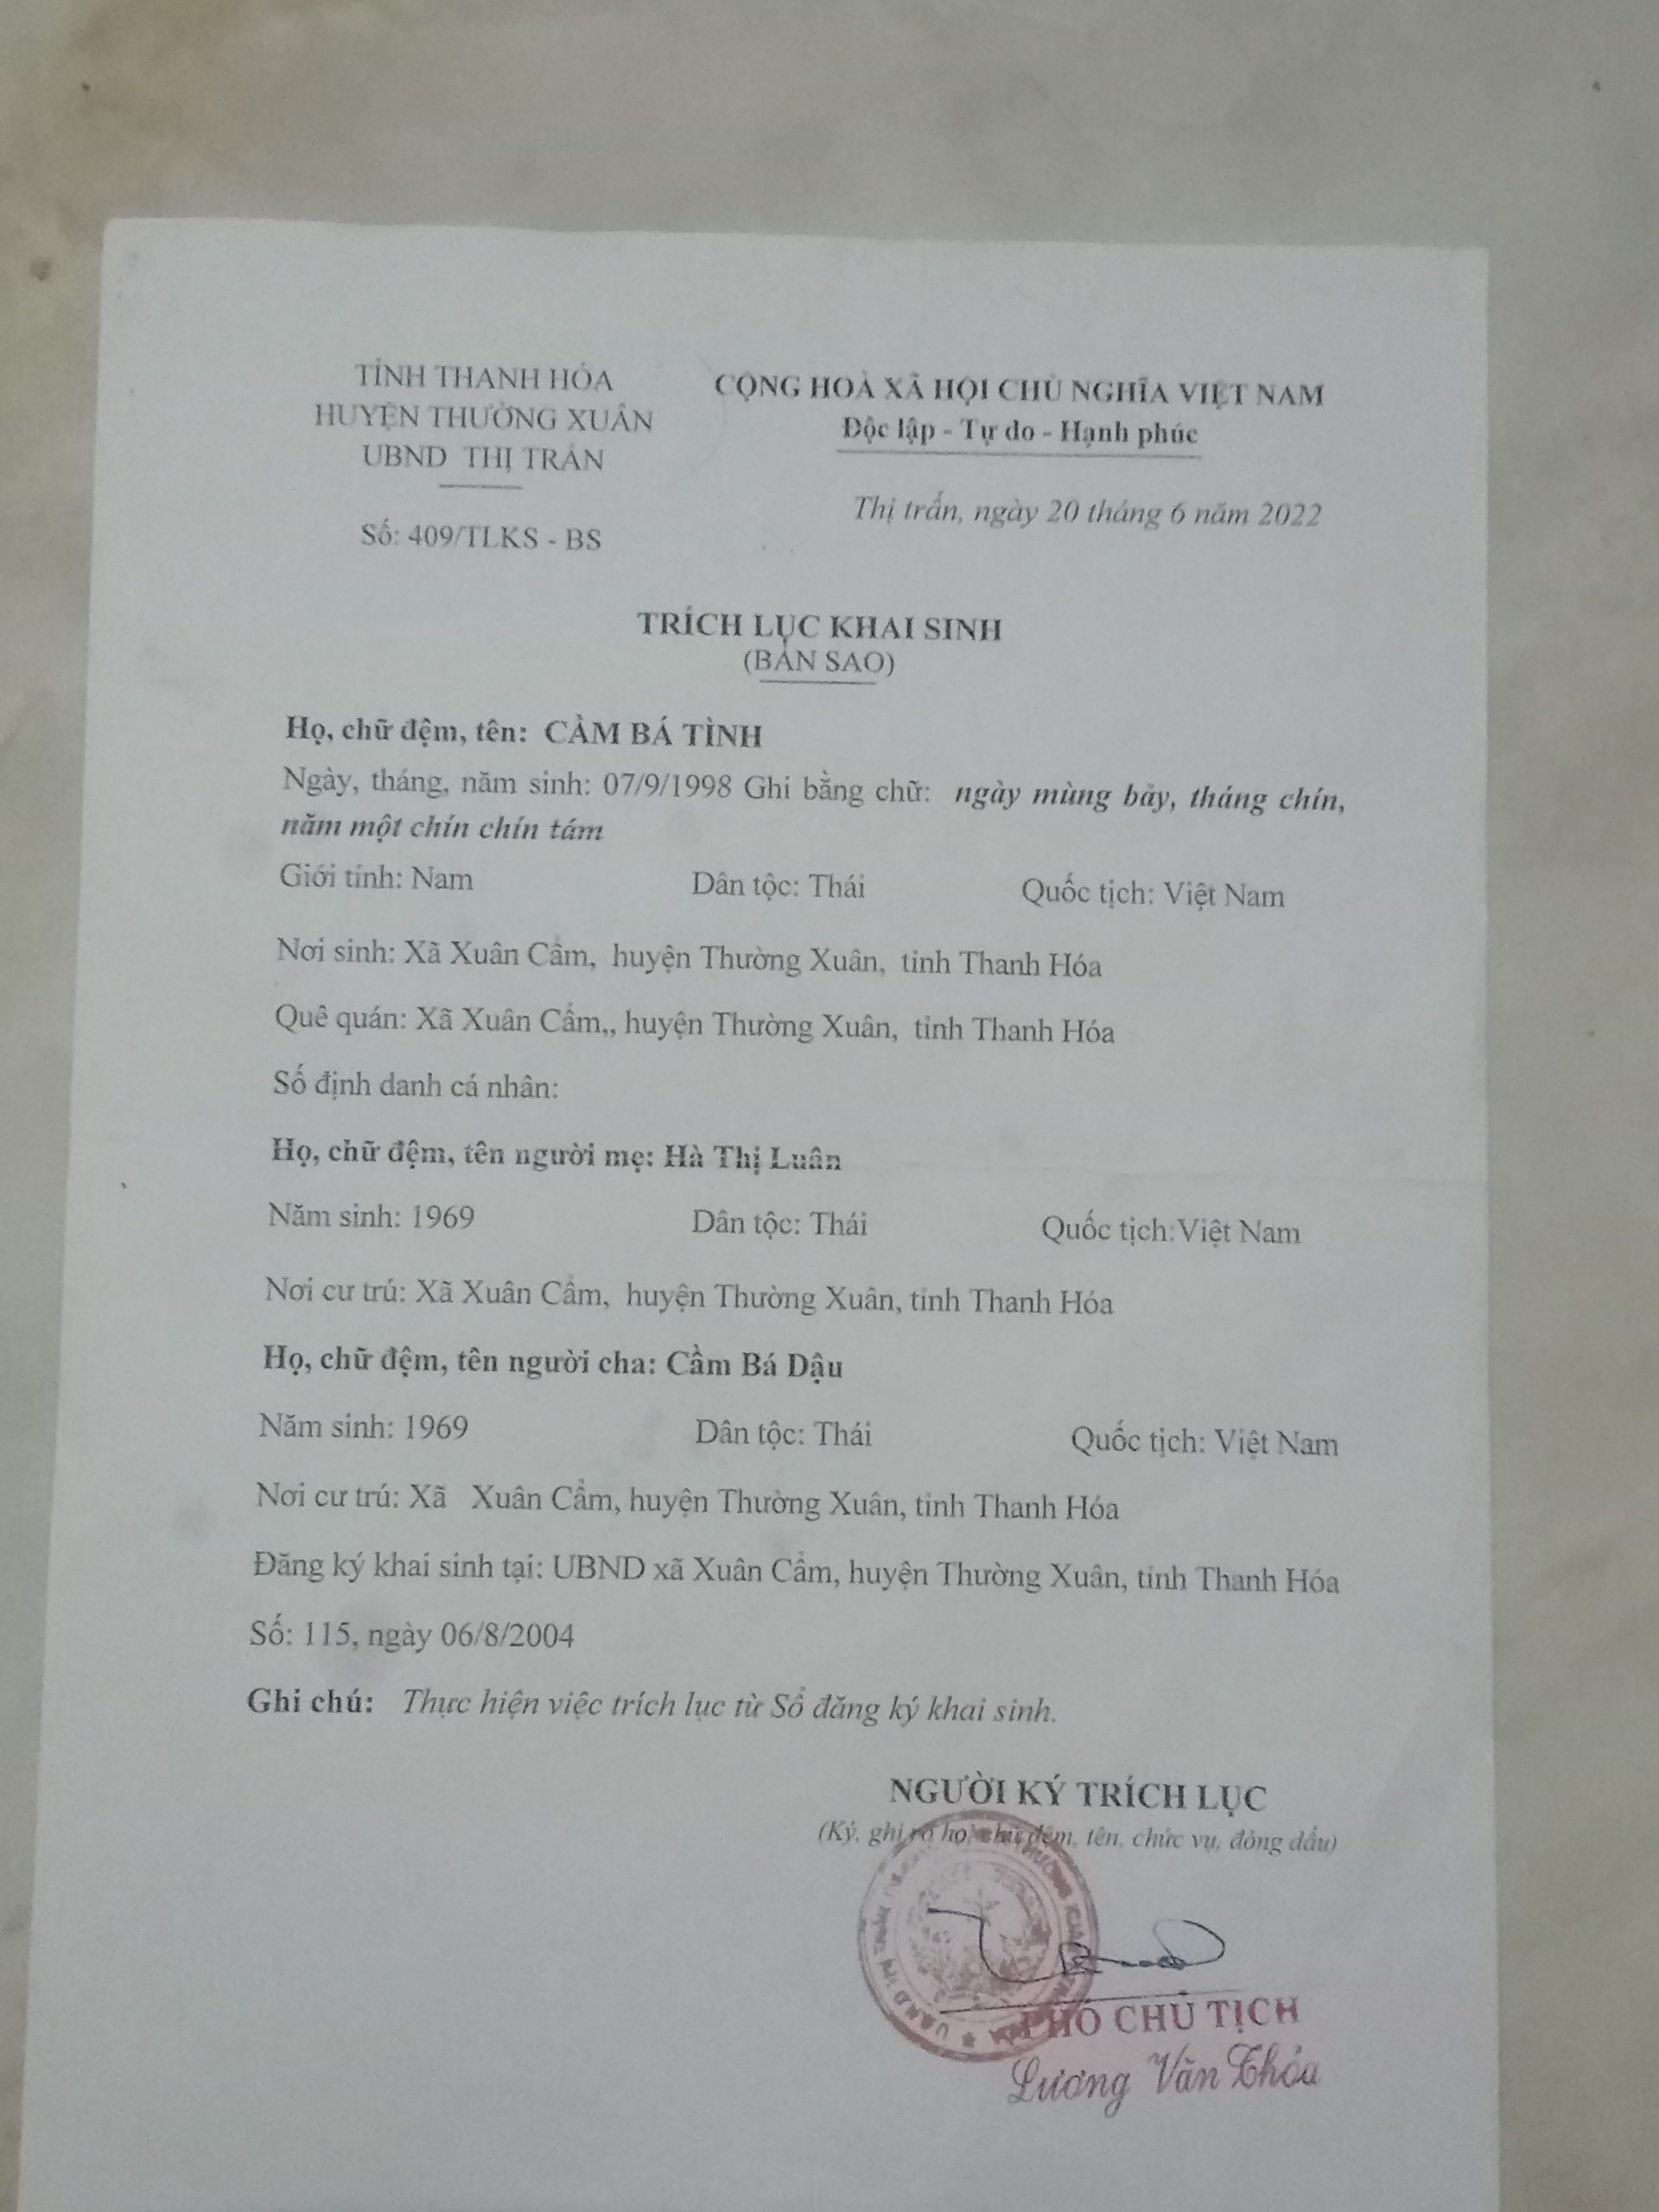 TỈNH THANH HÓA
HUYỆN THƯỜNG XUÂN
UBND THỊ TRẤN
Số: 409/TLKS - BS
CỘNG HOÀ XÃ HỘI CHỦ NGHĨA VIỆT NAM
Độc lập - Tự do - Hạnh phúc
Thị trấn, ngày 20 tháng 6 năm 2022
TRÍCH LỤC KHAI SINH
(BẢN SAO)
Họ, chữ đệm, tên: CẦM BÁ TÌNH
Ngày, tháng, năm sinh: 07/9/1998 Ghi bằng chữ: ngày mùng bảy, tháng chín,
năm một chín chín tám
Giới tính: Nam Dân tộc: Thái Quốc tịch: Việt Nam
Nơi sinh: Xã Xuân Cẩm, huyện Thường Xuân, tỉnh Thanh Hóa
Quê quán: Xã Xuân Cẩm,, huyện Thường Xuân, tỉnh Thanh Hóa
Số định danh cá nhân:
Họ, chữ đệm, tên người mẹ: Hà Thị Luân
Năm sinh: 1969 Dân tộc: Thái Quốc tịch:Việt Nam
Nơi cư trú: Xã Xuân Cẩm, huyện Thường Xuân, tỉnh Thanh Hóa
Họ, chữ đệm, tên người cha: Cầm Bá Dậu
Năm sinh: 1969 Dân tộc: Thái Quốc tịch: Việt Nam
Nơi cư trú: Xã Xuân Cẩm, huyện Thường Xuân, tỉnh Thanh Hóa
Đăng ký khai sinh tại: UBND xã Xuân Cẩm, huyện Thường Xuân, tỉnh Thanh Hóa
Số: 115, ngày 06/8/2004
Ghi chú: Thực hiện việc trích lục từ Sổ đăng ký khai sinh.
NGƯỜI KÝ TRÍCH LỤC
(Ký, ghi rõ họ, chữ đệm, tên, chức vụ, đóng dấu)
PHÓ CHỦ TỊCH
Lương Văn Thỏa